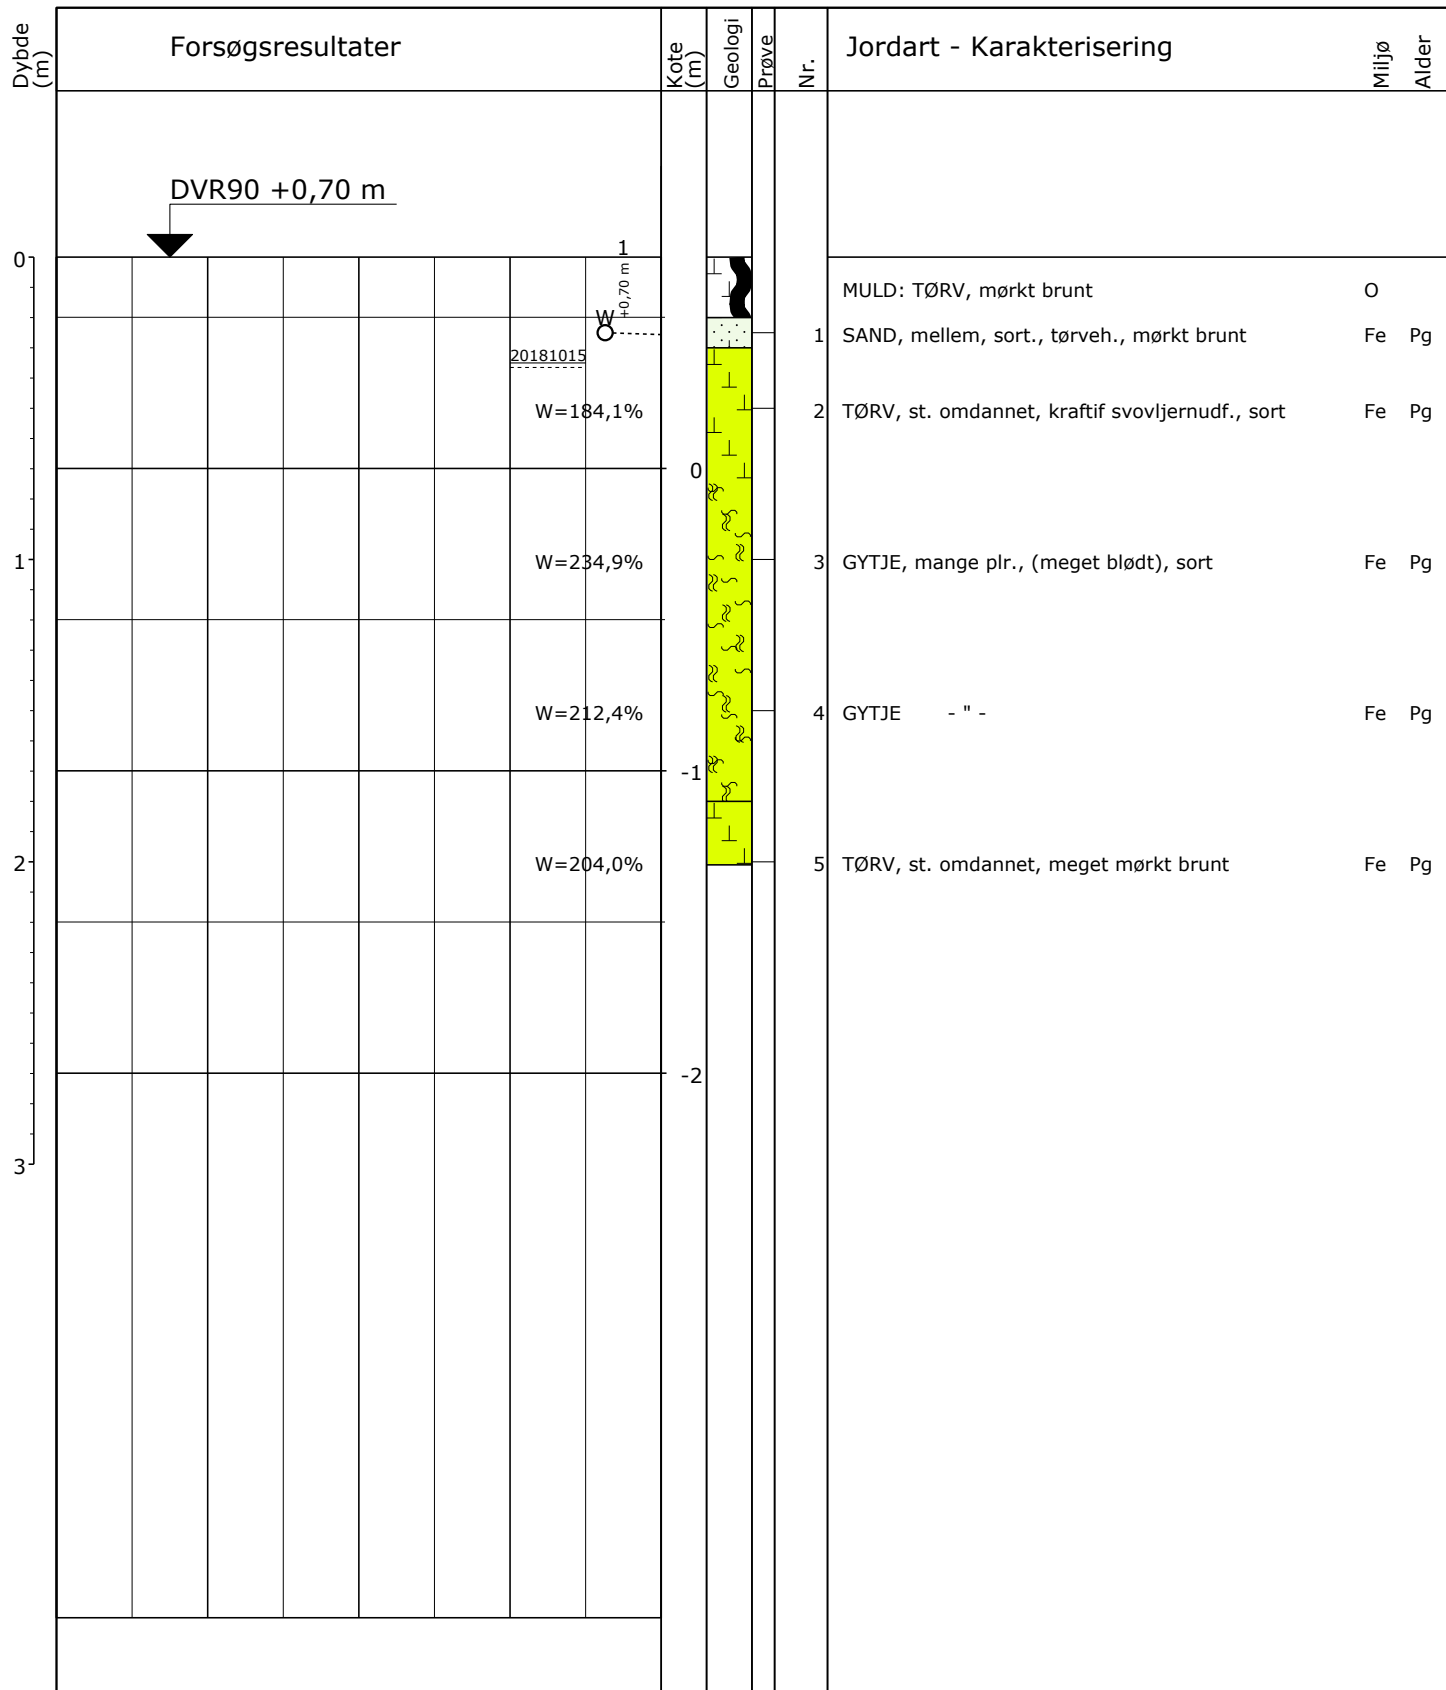 Dybde (m) Forsøgsresultater Kote (m) Geologi Prøve Nr. Jordart - Karakterisering Miljø Alder
DVR90 +0,70 m
0 1 +0,70 m
MULD: TØRV, mørkt brunt O
W
1 SAND, mellem, sort., tørveh., mørkt brunt Fe Pg
20181015
W=184,1% 2 TØRV, st. omdannet, kraftif svovljernudf., sort Fe Pg
0
1 W=234,9% 3 GYTJE, mange plr., (meget blødt), sort Fe Pg
W=212,4% 4 GYTJE - " - Fe Pg
-1
2 W=204,0% 5 TØRV, st. omdannet, meget mørkt brunt Fe Pg
-2
3